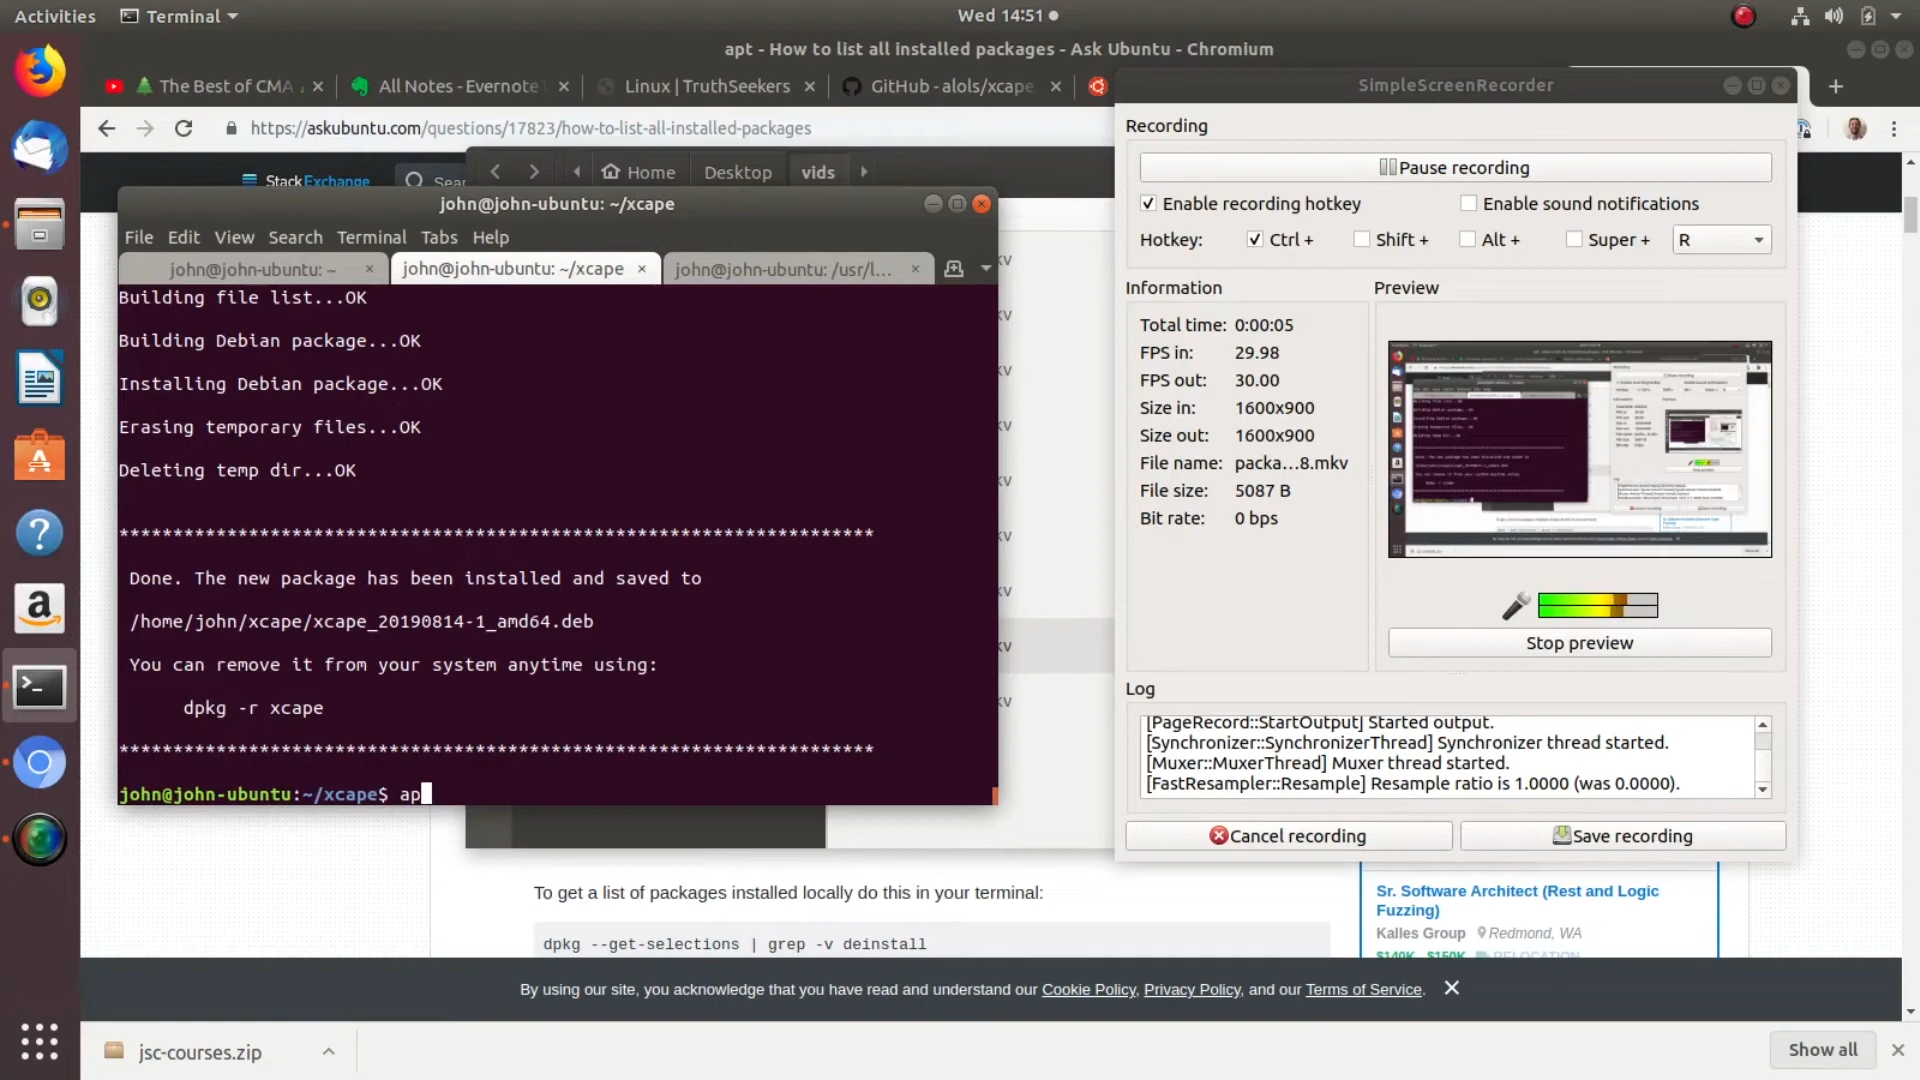 Activities
Terminal
Wed 14:51
apt - How to list all installed packages - Ask Ubuntu - Chromium
The Best of CMA
All Notes - Evernote
Linux | TruthSeekers
GitHub - alols/xcape
https://askubuntu.com/questions/17823/how-to-list-all-installed-packages
StackExchange
Sear
Home
Desktop
vids
john@john-ubuntu: ~/xcape
File Edit View Search Terminal Tabs Help
john@john-ubuntu: ~
john@john-ubuntu: ~/xcape
john@john-ubuntu: /usr/l...
Building file list...OK
Building Debian package...OK
Installing Debian package...OK
Erasing temporary files...OK
Deleting temp dir...OK
**********************************************************************
Done. The new package has been installed and saved to
/home/john/xcape/xcape_20190814-1_amd64.deb
You can remove it from your system anytime using:
dpkg -r xcape
**********************************************************************
john@john-ubuntu:~/xcape$ ap
SimpleScreenRecorder
Recording
Pause recording
Enable recording hotkey
Enable sound notifications
Hotkey: Ctrl + Shift + Alt + Super + R
Information
Total time: 0:00:05
FPS in: 29.98
FPS out: 30.00
Size in: 1600x900
Size out: 1600x900
File name: packa...8.mkv
File size: 5087 B
Bit rate: 0 bps
Preview
Stop preview
Log
[PageRecord::StartOutput] Started output.
[Synchronizer::SynchronizerThread] Synchronizer thread started.
[Muxer::MuxerThread] Muxer thread started.
[FastResampler::Resample] Resample ratio is 1.0000 (was 0.0000).
Cancel recording
Save recording
To get a list of packages installed locally do this in your terminal:
dpkg --get-selections | grep -v deinstall
Sr. Software Architect (Rest and Logic
Fuzzing)
Kalles Group Redmond, WA
$140K - $150K RELOCATION
By using our site, you acknowledge that you have read and understand our Cookie Policy, Privacy Policy, and our Terms of Service.
jsc-courses.zip
Show all